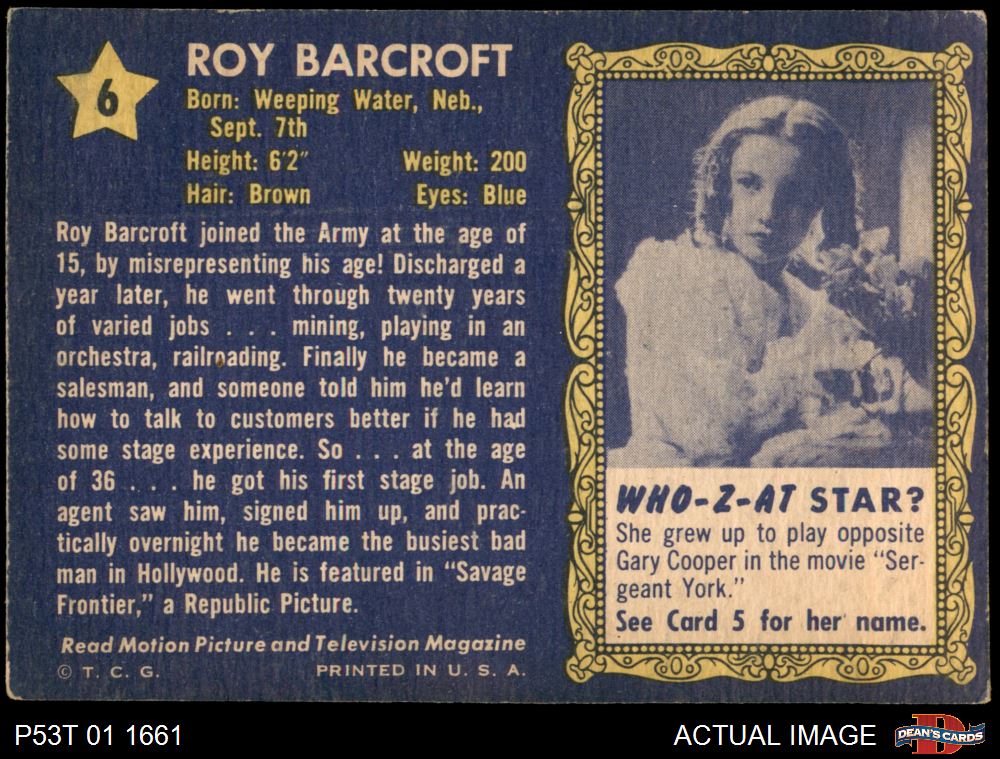 6
ROY BARCROFT
Born: Weeping Water, Neb.,
Sept. 7th
Height: 6'2" Weight: 200
Hair: Brown Eyes: Blue
Roy Barcroft joined the Army at the age of
15, by misrepresenting his age! Discharged a
year later, he went through twenty years
of varied jobs . . . mining, playing in an
orchestra, railroading. Finally he became a
salesman, and someone told him he'd learn
how to talk to customers better if he had
some stage experience. So . . . at the age
of 36 . . . he got his first stage job. An
agent saw him, signed him up, and prac-
tically overnight he became the busiest bad
man in Hollywood. He is featured in "Savage
Frontier," a Republic Picture.
Read Motion Picture and Television Magazine
© T. C. G. PRINTED IN U. S. A.
WHO-Z-AT STAR?
She grew up to play opposite
Gary Cooper in the movie "Ser-
geant York."
See Card 5 for her name.
P53T 01 1661
ACTUAL IMAGE
D
DEAN'S CARDS